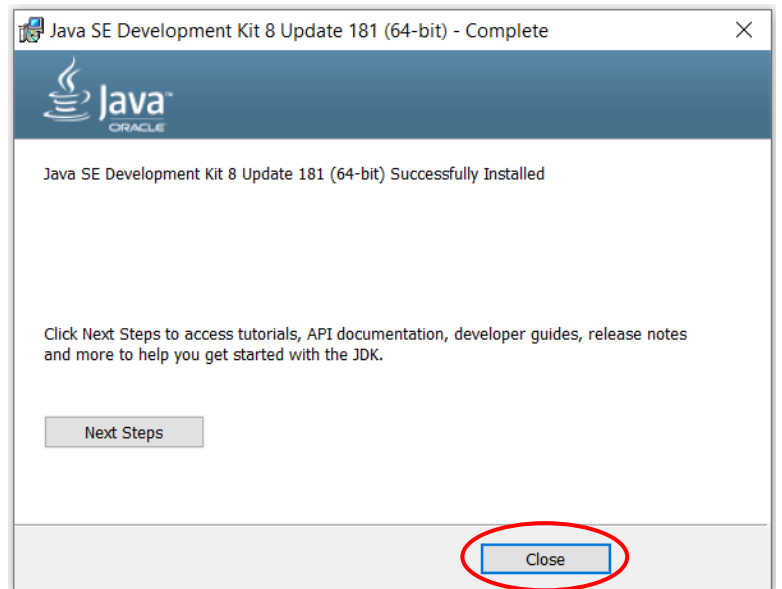 Java SE Development Kit 8 Update 181 (64-bit) - Complete
Java™
ORACLE
Java SE Development Kit 8 Update 181 (64-bit) Successfully Installed
Click Next Steps to access tutorials, API documentation, developer guides, release notes
and more to help you get started with the JDK.
Next Steps
Close